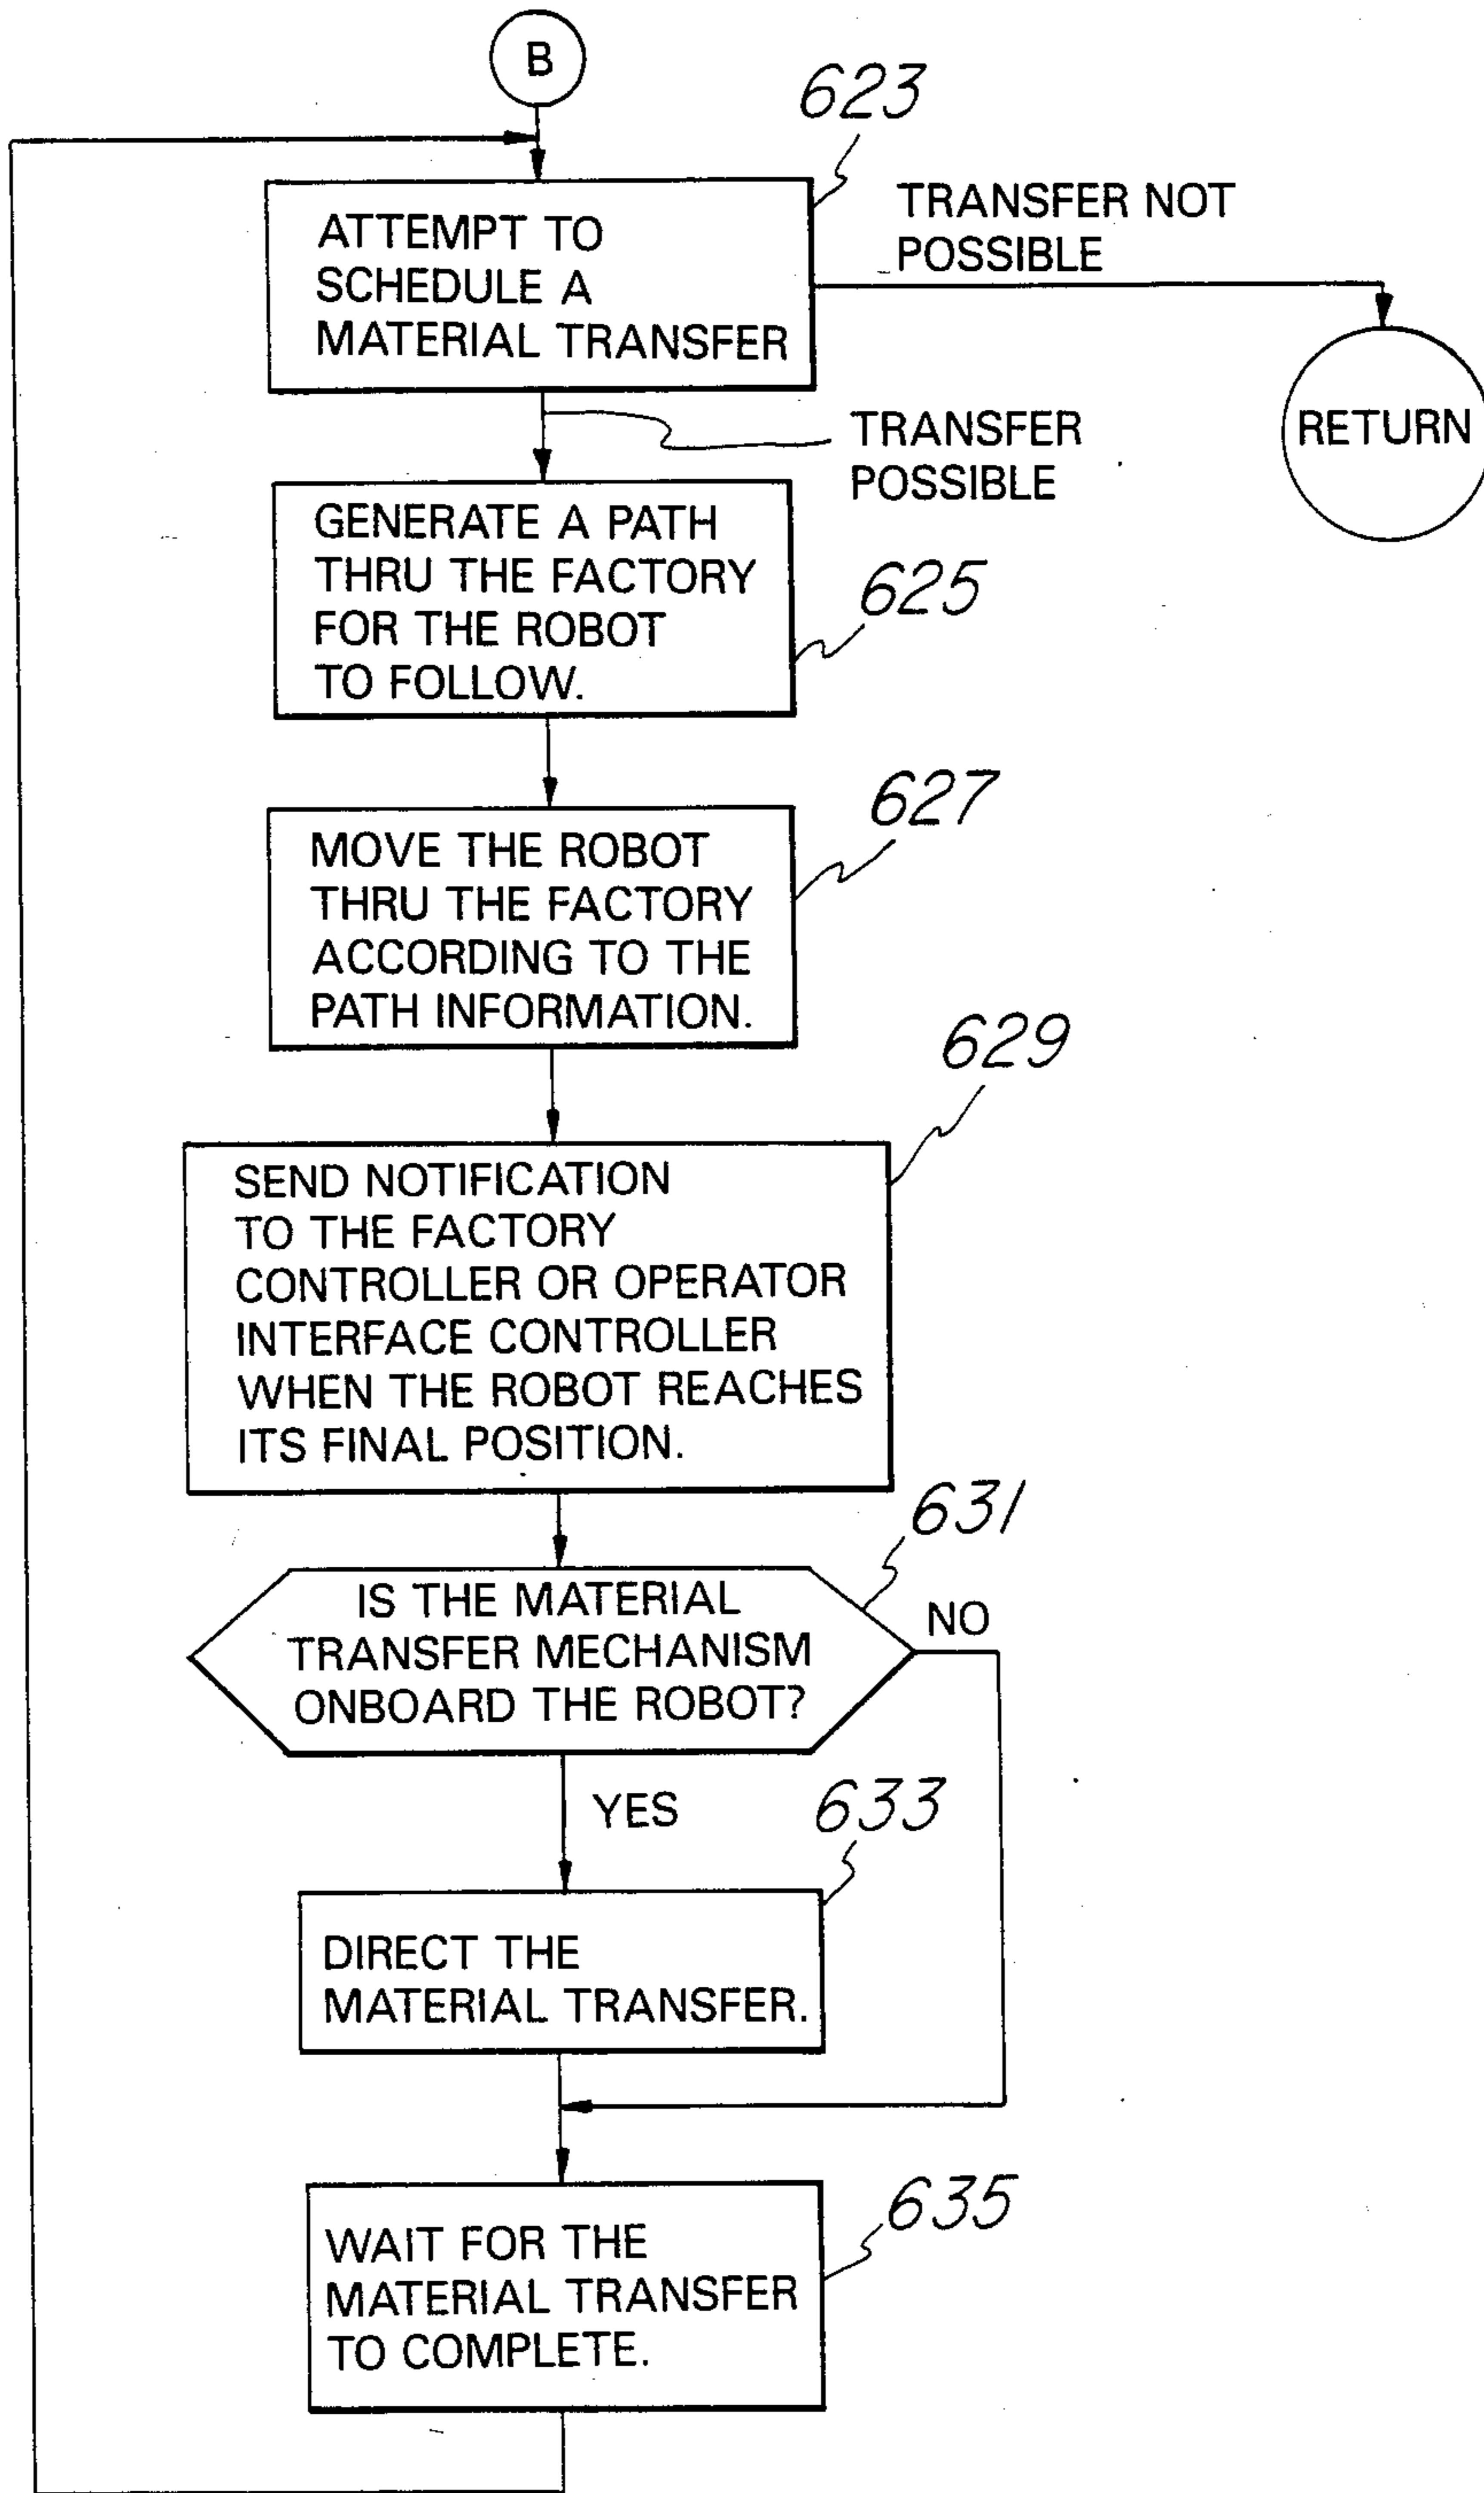 B
623
TRANSFER NOT
POSSIBLE
ATTEMPT TO
SCHEDULE A
MATERIAL TRANSFER
RETURN
TRANSFER
POSSIBLE
GENERATE A PATH
THRU THE FACTORY
FOR THE ROBOT
TO FOLLOW.
625
627
MOVE THE ROBOT
THRU THE FACTORY
ACCORDING TO THE
PATH INFORMATION.
629
SEND NOTIFICATION
TO THE FACTORY
CONTROLLER OR OPERATOR
INTERFACE CONTROLLER
WHEN THE ROBOT REACHES
ITS FINAL POSITION.
631
IS THE MATERIAL
TRANSFER MECHANISM
ONBOARD THE ROBOT?
NO
YES
633
DIRECT THE
MATERIAL TRANSFER.
635
WAIT FOR THE
MATERIAL TRANSFER
TO COMPLETE.